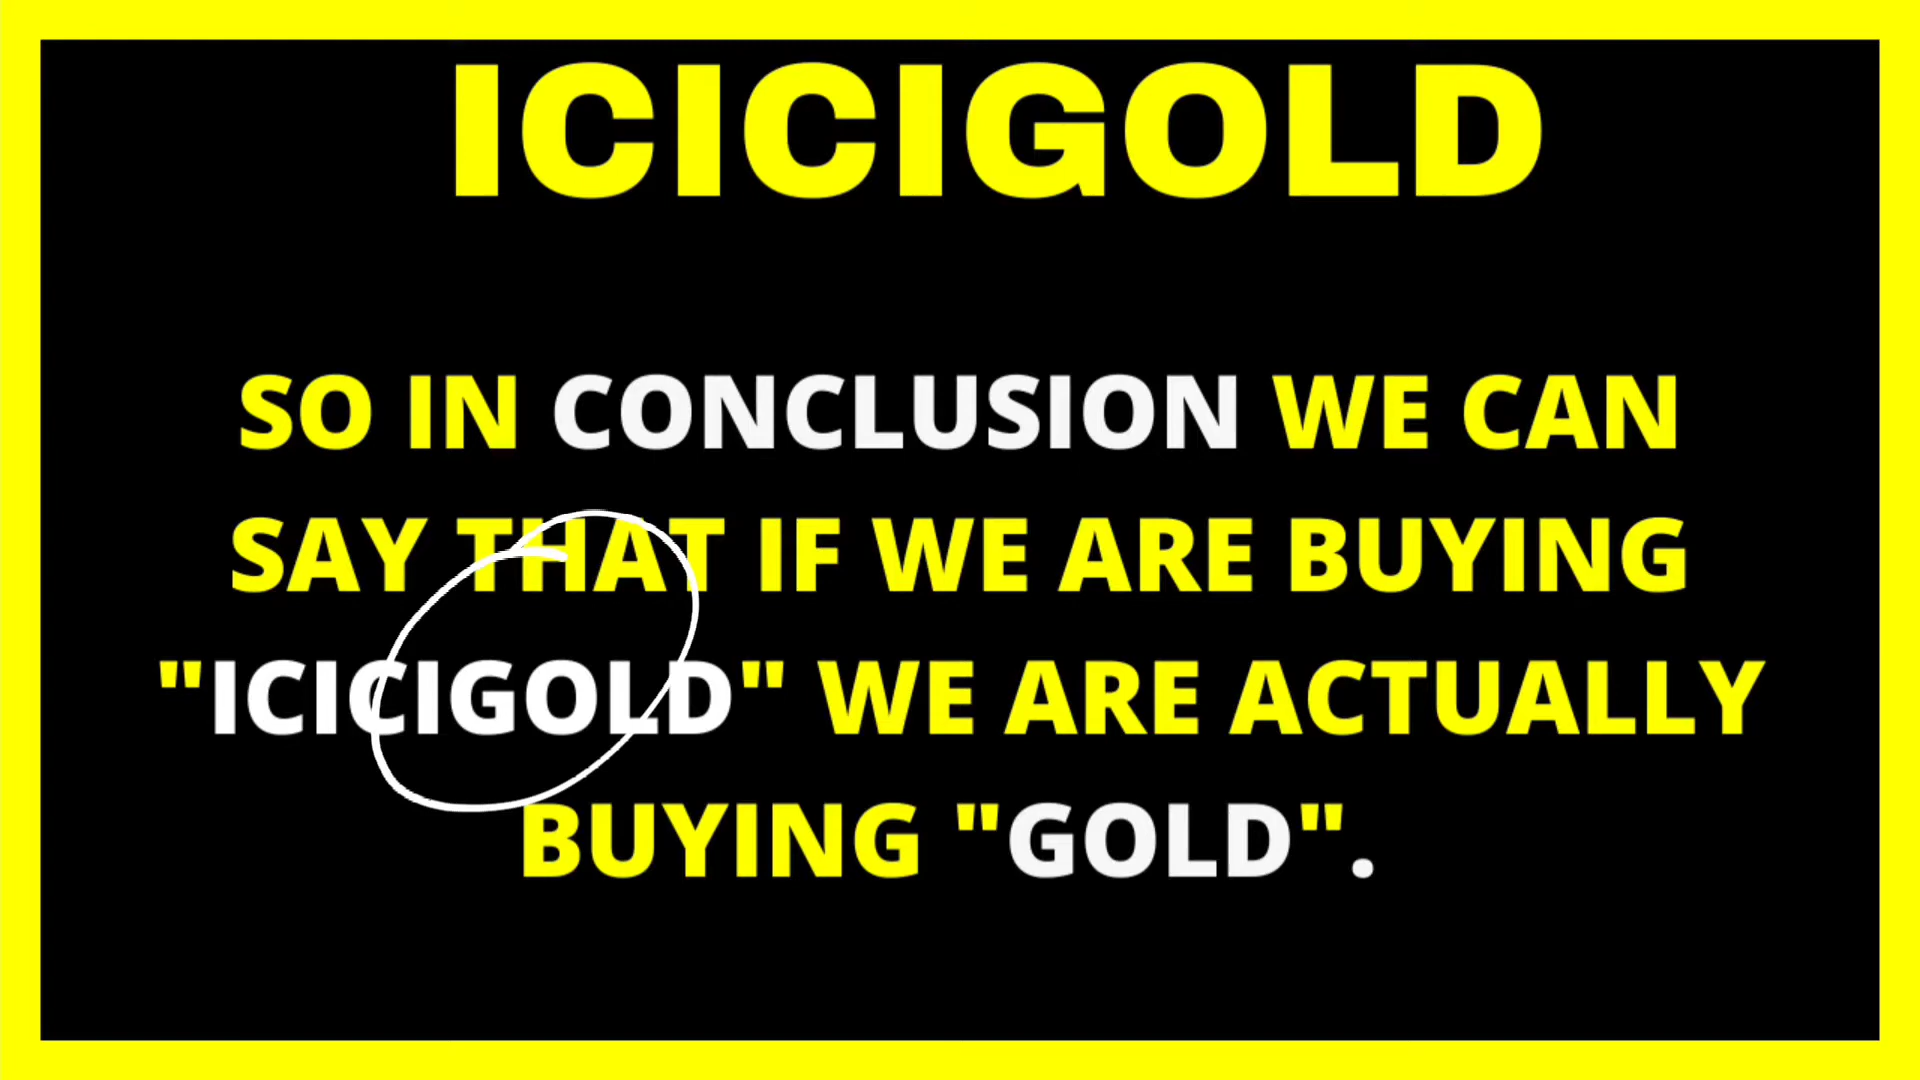 ICICIGOLD
SO IN CONCLUSION WE CAN
SAY THAT IF WE ARE BUYING
"ICICIGOLD" WE ARE ACTUALLY
BUYING "GOLD".